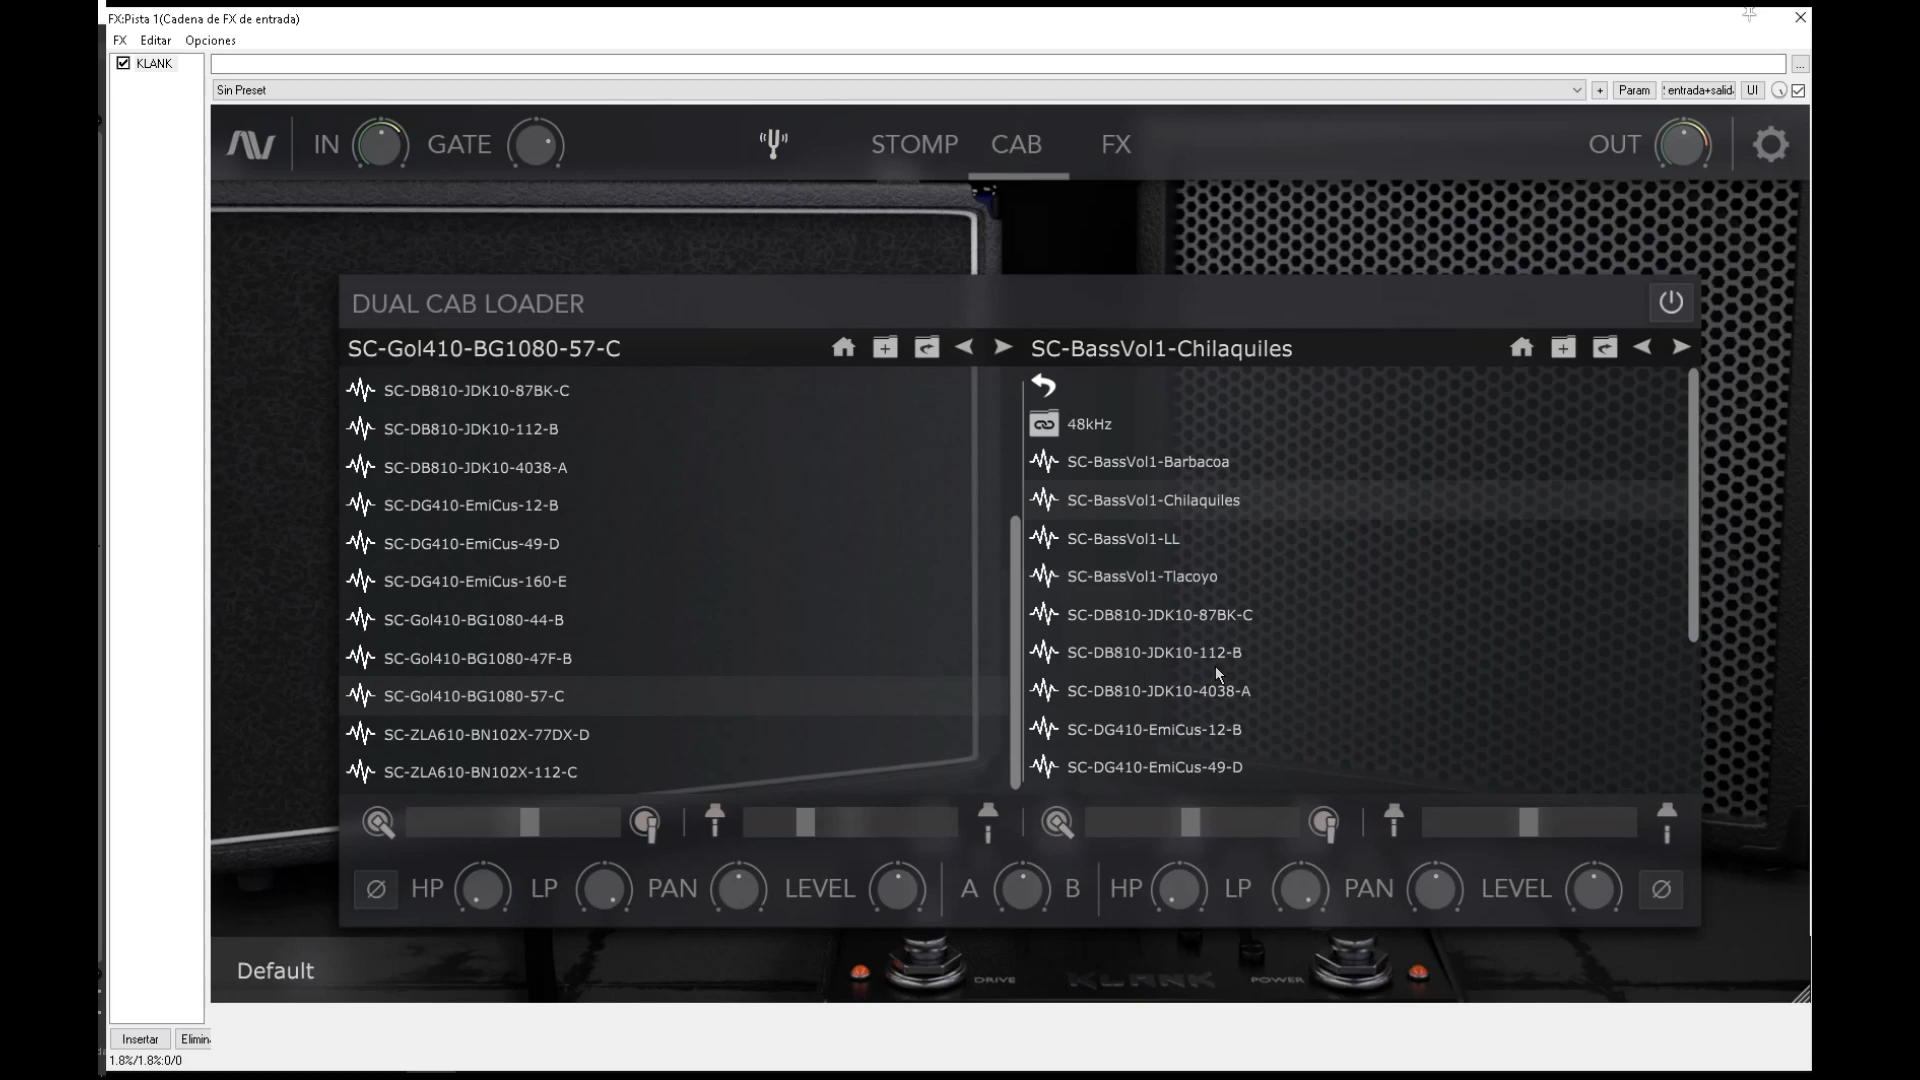 FX:Pista 1(Cadena de FX de entrada)
FX Editar Opciones
KLANK
...
Sin Preset
+ Param entrada+salid UI
IN GATE STOMP CAB FX OUT
DUAL CAB LOADER
SC-Gol410-BG1080-57-C
SC-DB810-JDK10-87BK-C
SC-DB810-JDK10-112-B
SC-DB810-JDK10-4038-A
SC-DG410-EmiCus-12-B
SC-DG410-EmiCus-49-D
SC-DG410-EmiCus-160-E
SC-Gol410-BG1080-44-B
SC-Gol410-BG1080-47F-B
SC-Gol410-BG1080-57-C
SC-ZLA610-BN102X-77DX-D
SC-ZLA610-BN102X-112-C
SC-BassVol1-Chilaquiles
48kHz
SC-BassVol1-Barbacoa
SC-BassVol1-Chilaquiles
SC-BassVol1-LL
SC-BassVol1-Tlacoyo
SC-DB810-JDK10-87BK-C
SC-DB810-JDK10-112-B
SC-DB810-JDK10-4038-A
SC-DG410-EmiCus-12-B
SC-DG410-EmiCus-49-D
Ø HP LP PAN LEVEL A B HP LP PAN LEVEL Ø
Default
DRIVE KLANK POWER
Insertar Elimin
1.8%/1.8%:0/0